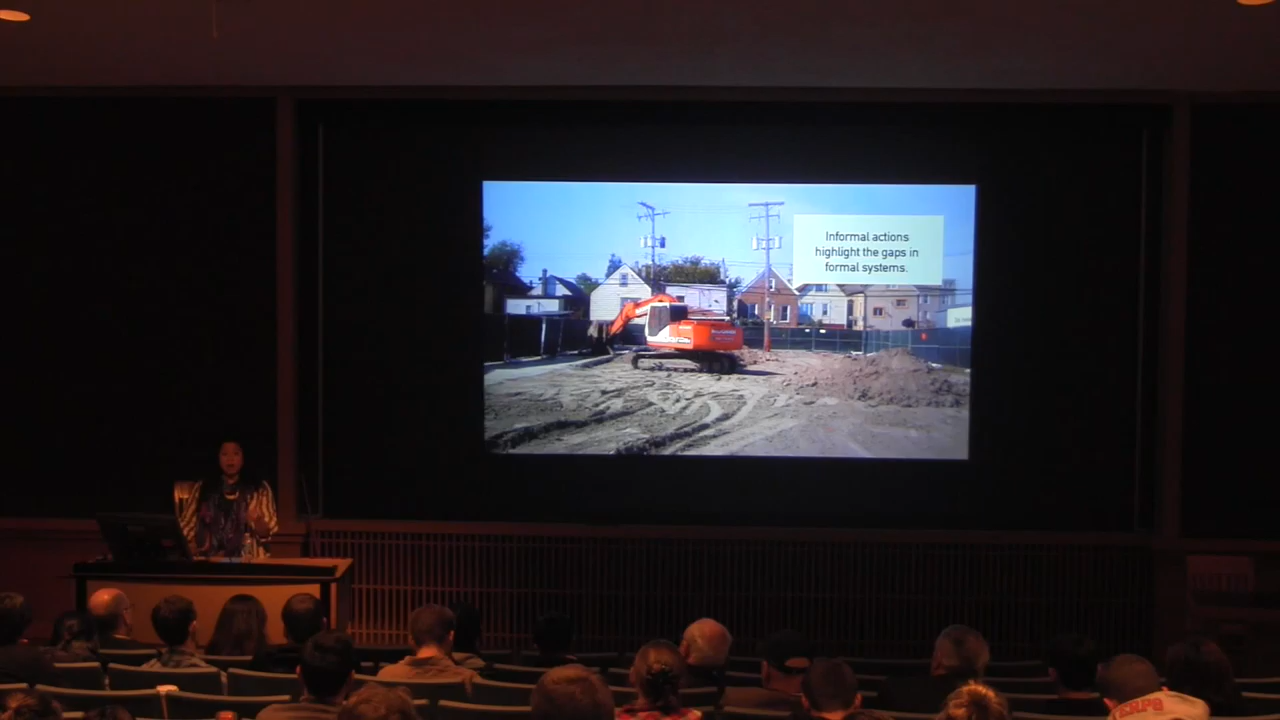 Informal actions
highlight the gaps in
formal systems.